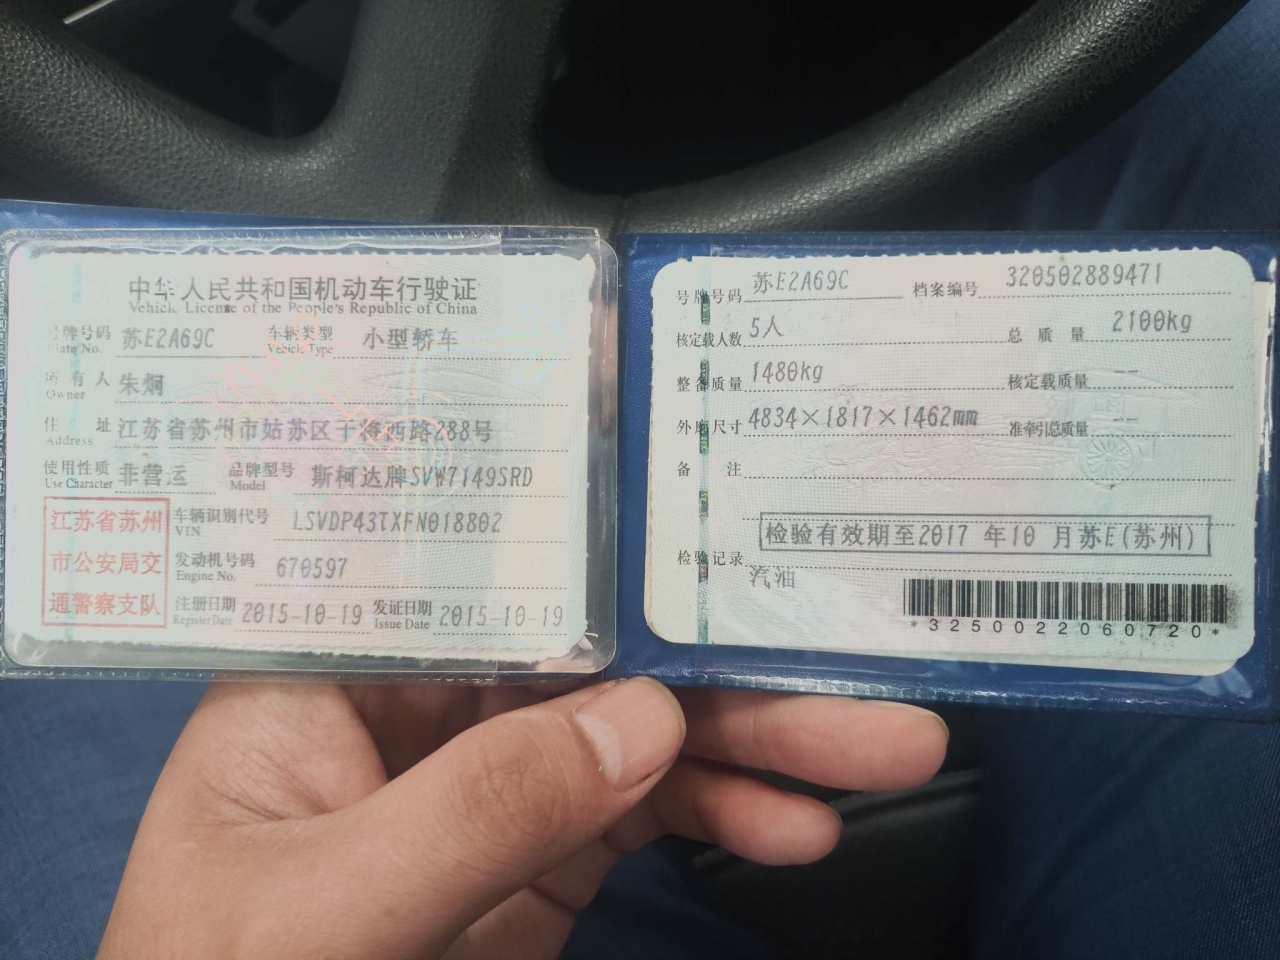 中华人民共和国机动车行驶证
Vehicle License of the People's Republic of China
号牌号码 苏E2A69C 车辆类型 小型轿车
Plate No. Vehicle Type
所有人 朱炯
Owner
住址 江苏省苏州市姑苏区干将西路288号
Address
使用性质 非营运 品牌型号 斯柯达牌SVW7149SRD
Use Character Model
江苏省苏州
市公安局交
通警察支队
车辆识别代号 LSVDP43TXFN018802
VIN
发动机号码 670597
Engine No.
注册日期 2015-10-19 发证日期 2015-10-19
Register Date Issue Date
号牌号码 苏E2A69C 档案编号 320502889471
核定载人数 5人 总质量 2100kg
整备质量 1480kg 核定载质量 --
外廓尺寸 4834×1817×1462mm 准牵引总质量 --
备注
检验记录 检验有效期至2017 年10 月苏E(苏州)
汽油
*3250022060720*